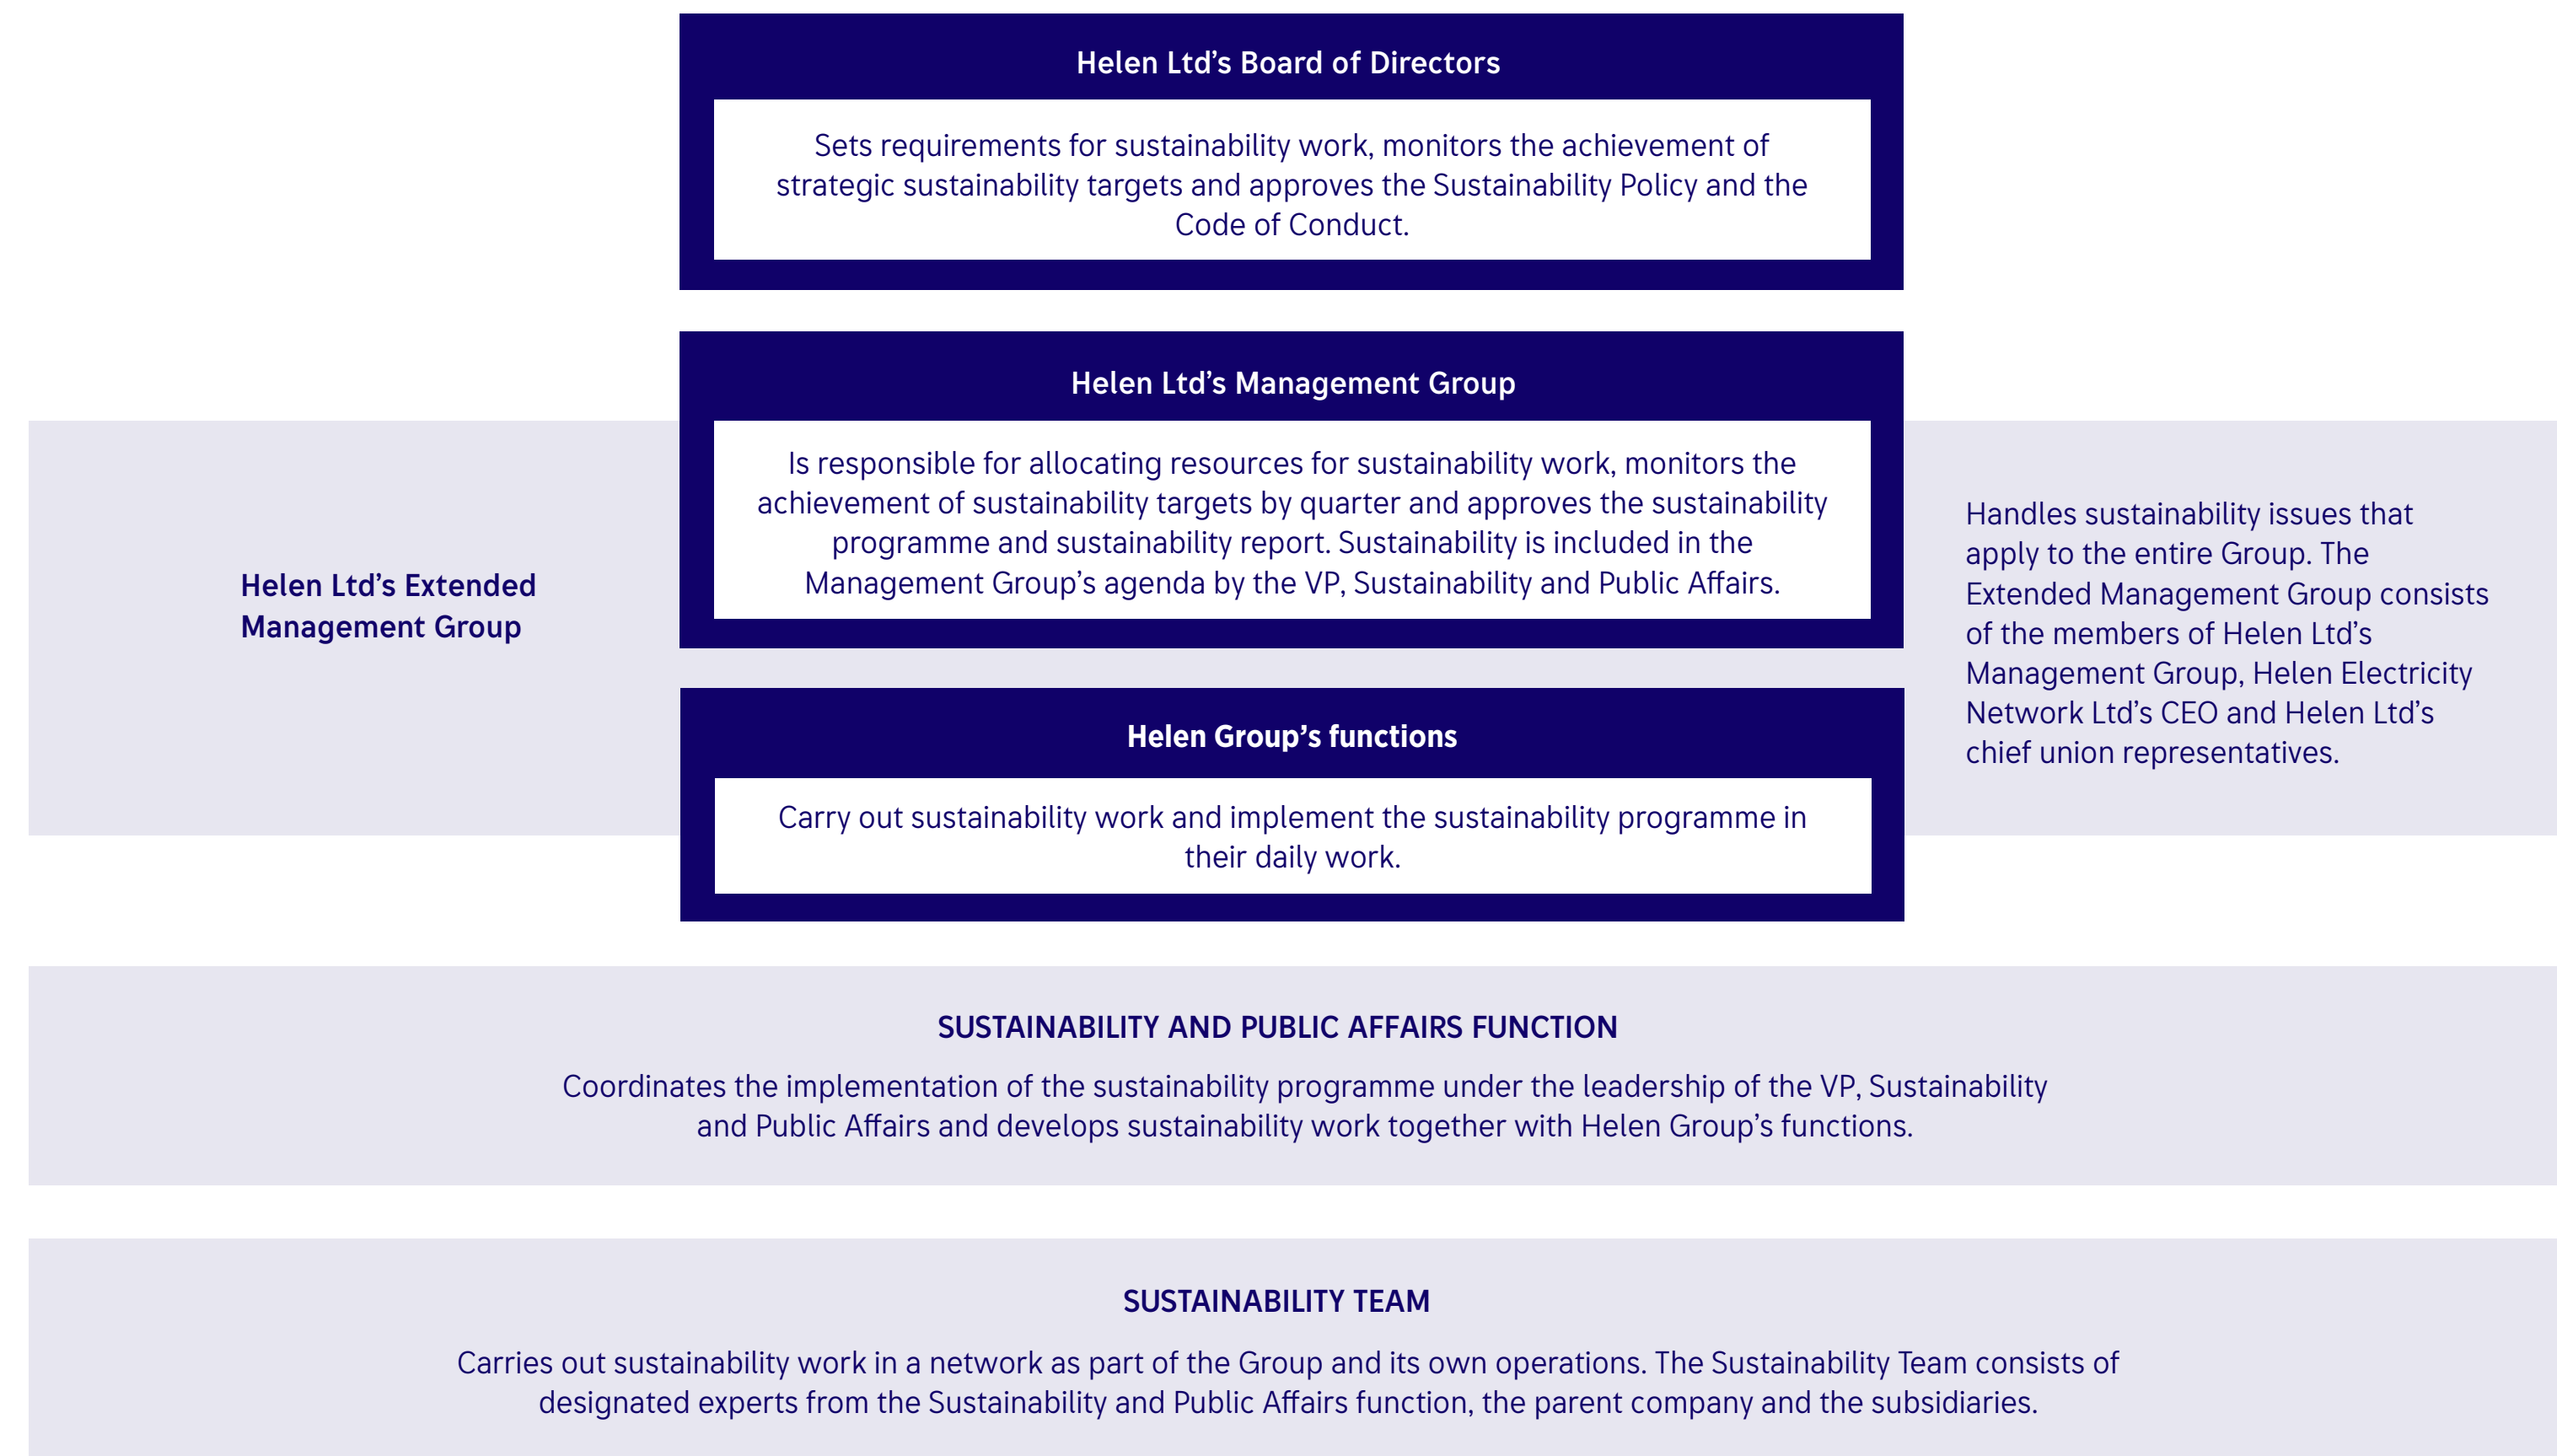 Helen Ltd’s Board of Directors
Sets requirements for sustainability work, monitors the achievement of
strategic sustainability targets and approves the Sustainability Policy and the
Code of Conduct.
Helen Ltd’s Management Group
Is responsible for allocating resources for sustainability work, monitors the
achievement of sustainability targets by quarter and approves the sustainability
programme and sustainability report. Sustainability is included in the
Management Group’s agenda by the VP, Sustainability and Public Affairs.
Helen Ltd’s Extended
Management Group
Handles sustainability issues that
apply to the entire Group. The
Extended Management Group consists
of the members of Helen Ltd’s
Management Group, Helen Electricity
Network Ltd’s CEO and Helen Ltd’s
chief union representatives.
Helen Group’s functions
Carry out sustainability work and implement the sustainability programme in
their daily work.
SUSTAINABILITY AND PUBLIC AFFAIRS FUNCTION
Coordinates the implementation of the sustainability programme under the leadership of the VP, Sustainability
and Public Affairs and develops sustainability work together with Helen Group’s functions.
SUSTAINABILITY TEAM
Carries out sustainability work in a network as part of the Group and its own operations. The Sustainability Team consists of
designated experts from the Sustainability and Public Affairs function, the parent company and the subsidiaries.